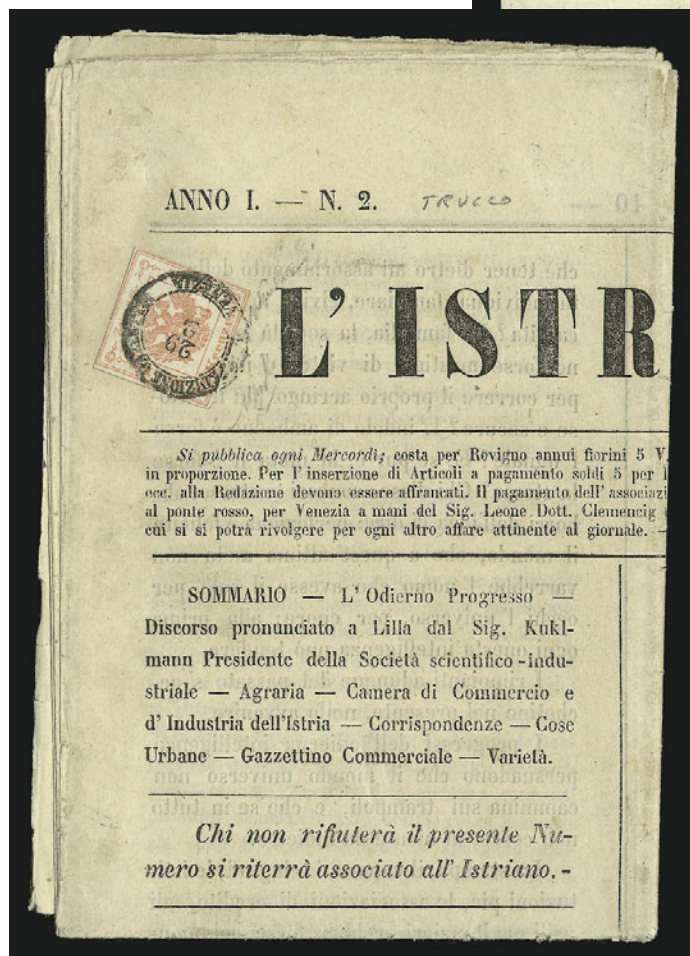 ANNO I. — N. 2. TRUCCO
L' ISTR
Si pubblica ogni Mercordì; costa per Rovigno annui fiorini 5 V.
in proporzione. Per l'inserzione di Articoli a pagamento soldi 5 per
ecc. alla Redazione devono essere affrancati. Il pagamento dell' associazi
al ponte rosso, per Venezia a mani del Sig. Leone Dott. Clemencig
cui si si potrà rivolgere per ogni altro affare attinente al giornale. —
SOMMARIO — L' Odierno Progresso —
Discorso pronunciato a Lilla dal Sig. Kuhl-
mann Presidente della Società scientifico-indu-
striale — Agraria — Camera di Commercio e
d' Industria dell'Istria — Corrispondenze — Cose
Urbane — Gazzettino Commerciale — Varietà.
Chi non rifiuterà il presente Nu-
mero si riterrà associato all' Istriano. -
VENEZIA
29